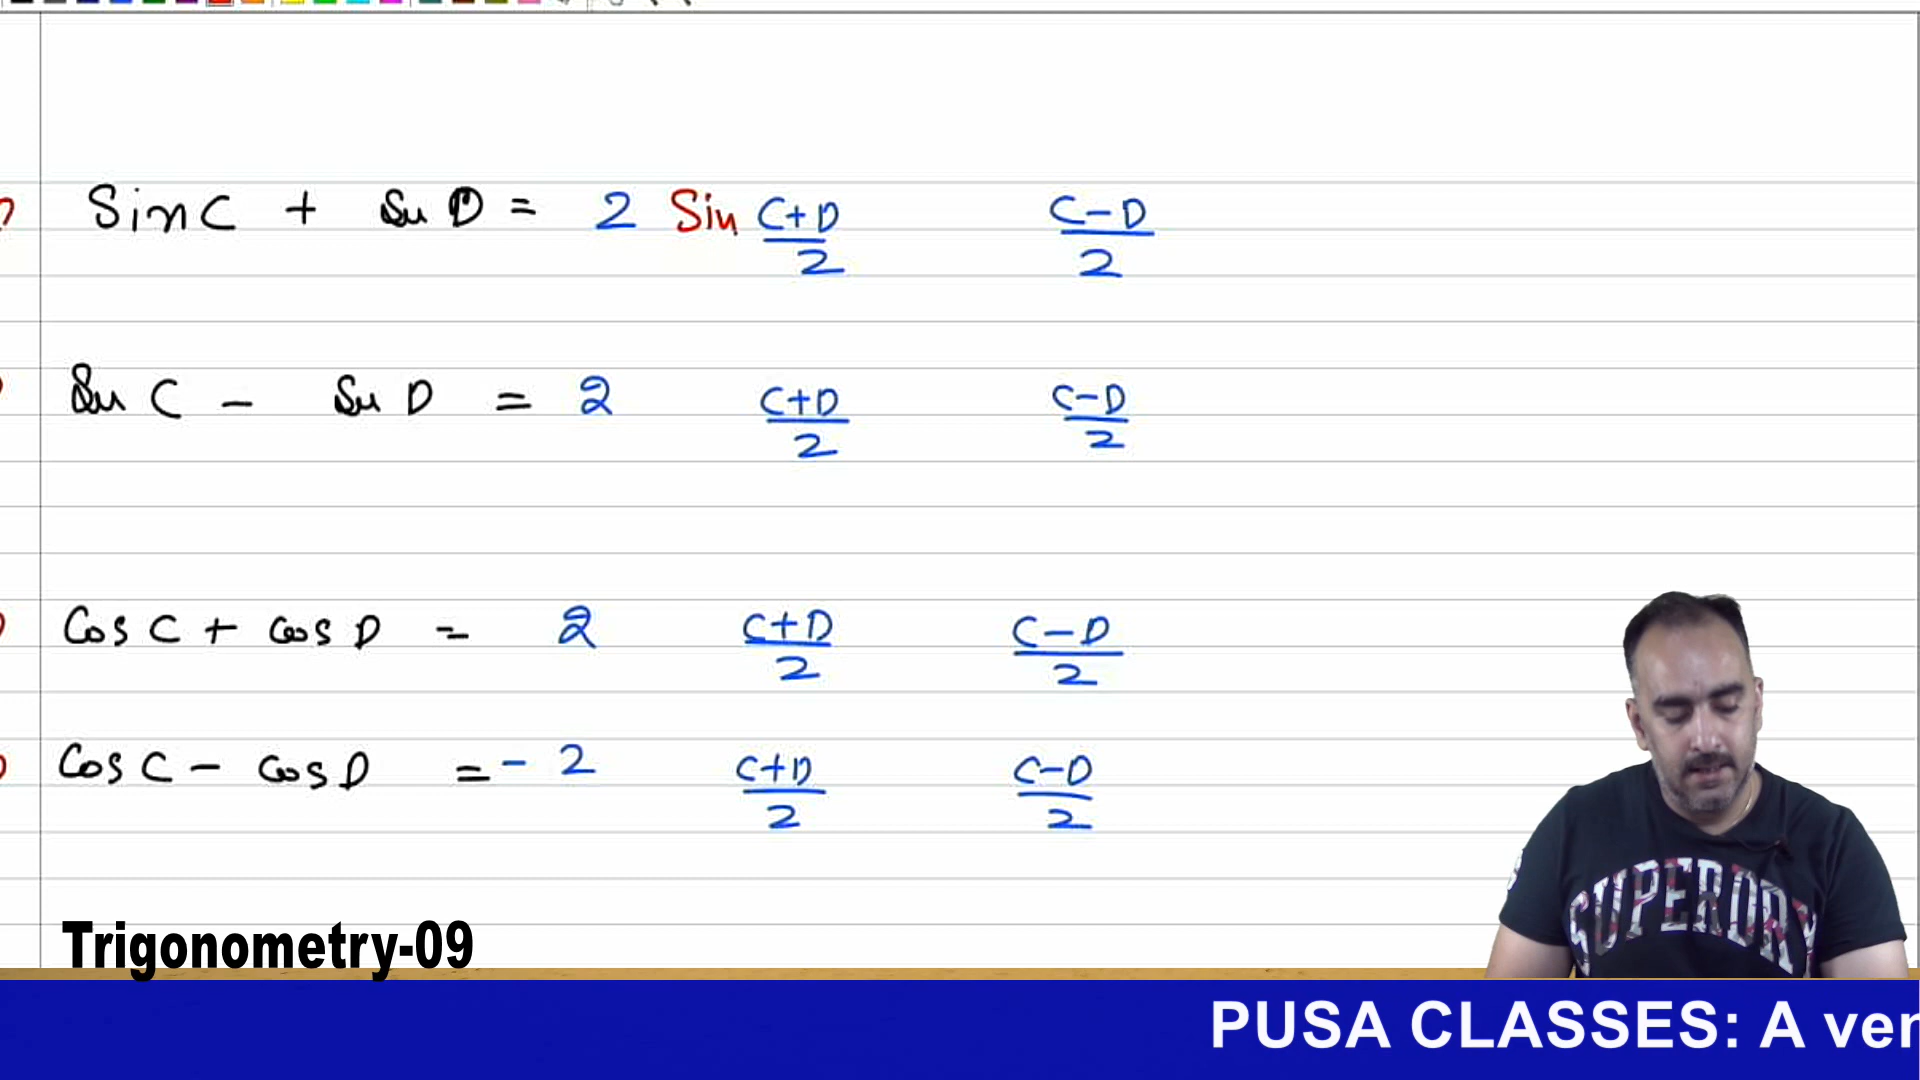 Sin C + Sin D = 2 Sin C+D/2 C-D/2
Sin C - Sin D = 2 C+D/2 C-D/2
Cos C + Cos D = 2 C+D/2 C-D/2
Cos C - Cos D = -2 C+D/2 C-D/2
SUPERDRY
Trigonometry-09
PUSA CLASSES: A ver